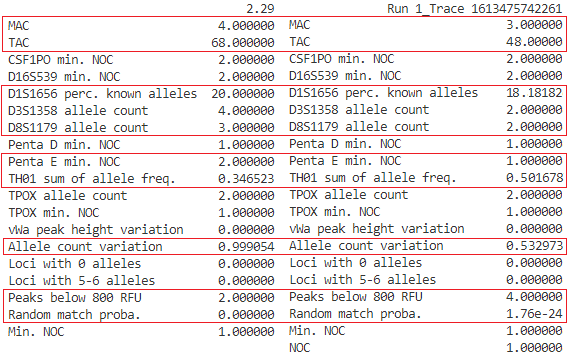 2.29
MAC 4.000000
TAC 68.000000
CSF1PO min. NOC 2.000000
D16S539 min. NOC 2.000000
D1S1656 perc. known alleles 20.000000
D3S1358 allele count 4.000000
D8S1179 allele count 3.000000
Penta D min. NOC 1.000000
Penta E min. NOC 2.000000
TH01 sum of allele freq. 0.346523
TPOX allele count 2.000000
TPOX min. NOC 1.000000
vWa peak height variation 0.000000
Allele count variation 0.999054
Loci with 0 alleles 0.000000
Loci with 5-6 alleles 0.000000
Peaks below 800 RFU 2.000000
Random match proba. 0.000000
Min. NOC 1.000000
Run 1_Trace 1613475742261
MAC 3.000000
TAC 48.00000
CSF1PO min. NOC 2.000000
D16S539 min. NOC 2.000000
D1S1656 perc. known alleles 18.18182
D3S1358 allele count 2.000000
D8S1179 allele count 2.000000
Penta D min. NOC 1.000000
Penta E min. NOC 1.000000
TH01 sum of allele freq. 0.501678
TPOX allele count 2.000000
TPOX min. NOC 1.000000
vWa peak height variation 0.000000
Allele count variation 0.532973
Loci with 0 alleles 0.000000
Loci with 5-6 alleles 0.000000
Peaks below 800 RFU 4.000000
Random match proba. 1.76e-24
Min. NOC 1.000000
NOC 1.000000